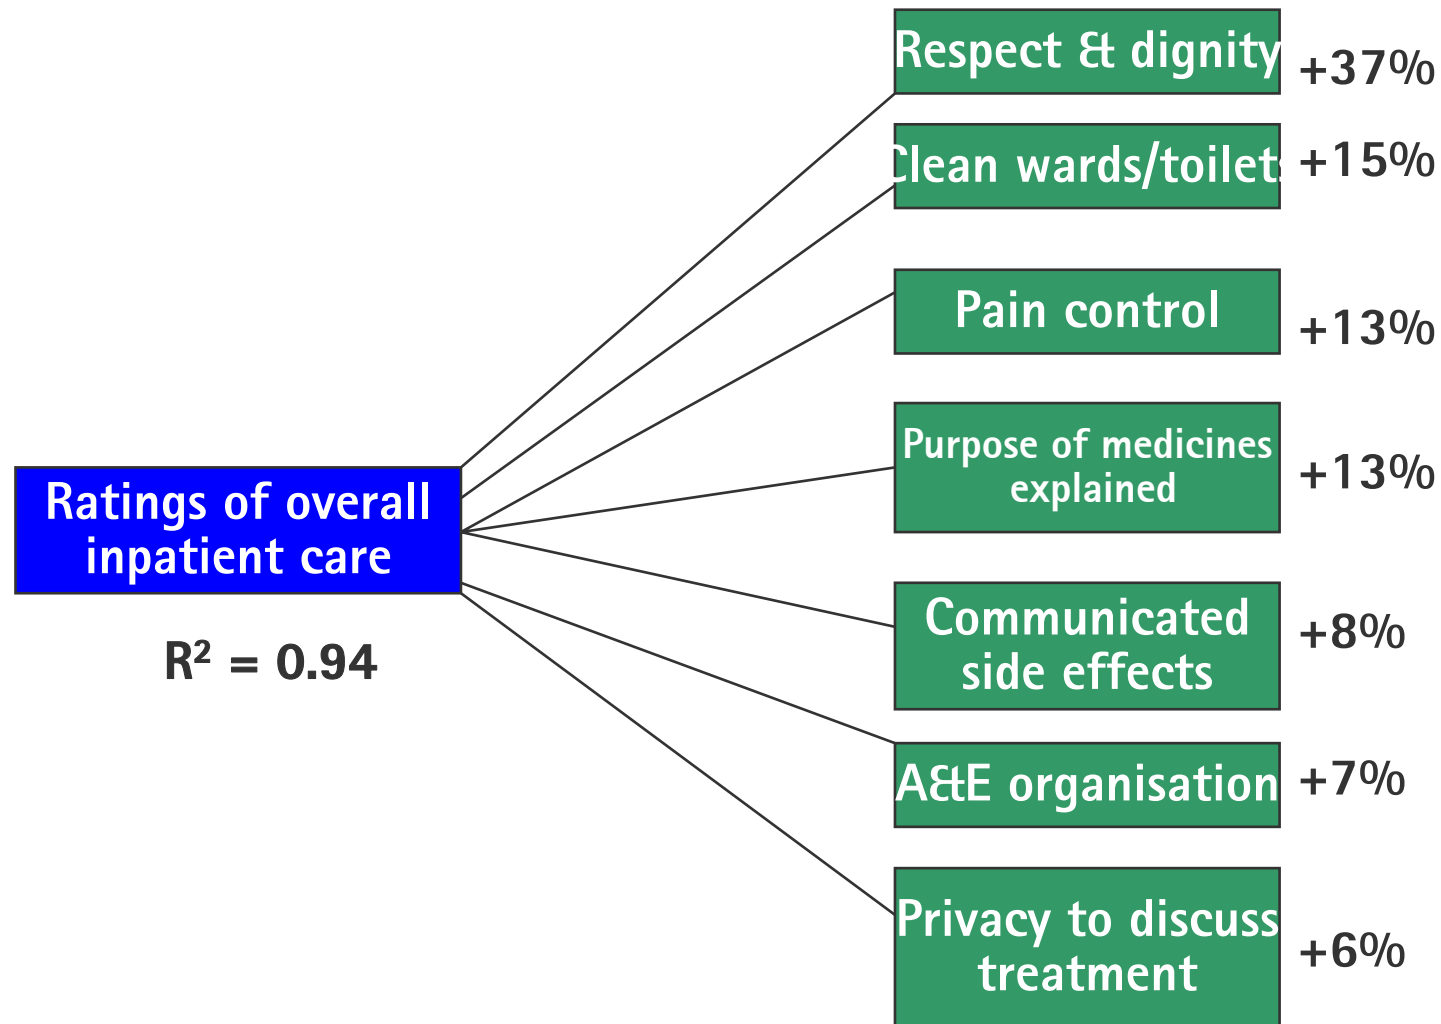 Respect & dignity
+37%
Clean wards/toilets
+15%
Pain control
+13%
Purpose of medicines
explained
+13%
Ratings of overall
inpatient care
R² = 0.94
Communicated
side effects
+8%
A&E organisation
+7%
Privacy to discuss
treatment
+6%